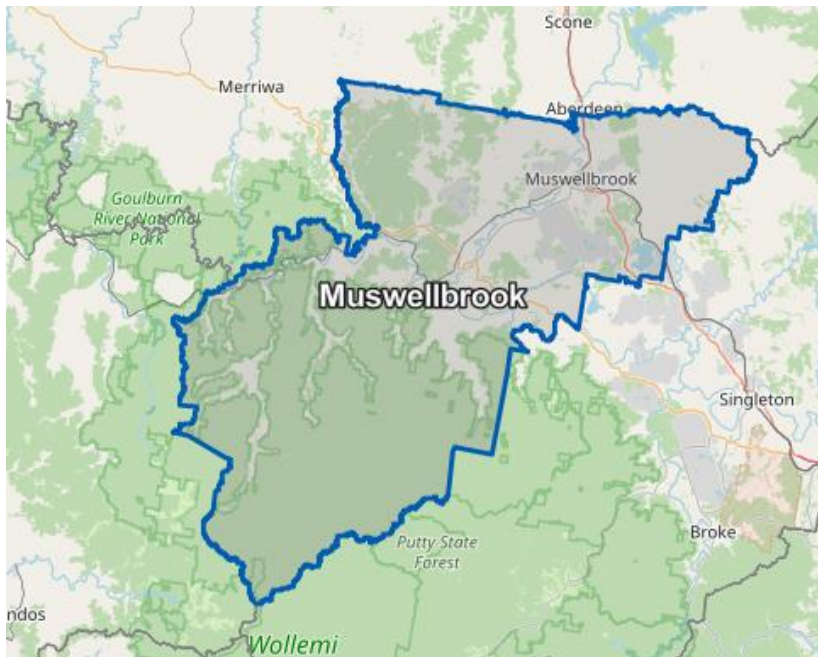 Scone
Merriwa
Aberdeen
Muswellbrook
Goulburn
River National
Park
Muswellbrook
Singleton
Broke
Putty State
Forest
ndos
Wollemi